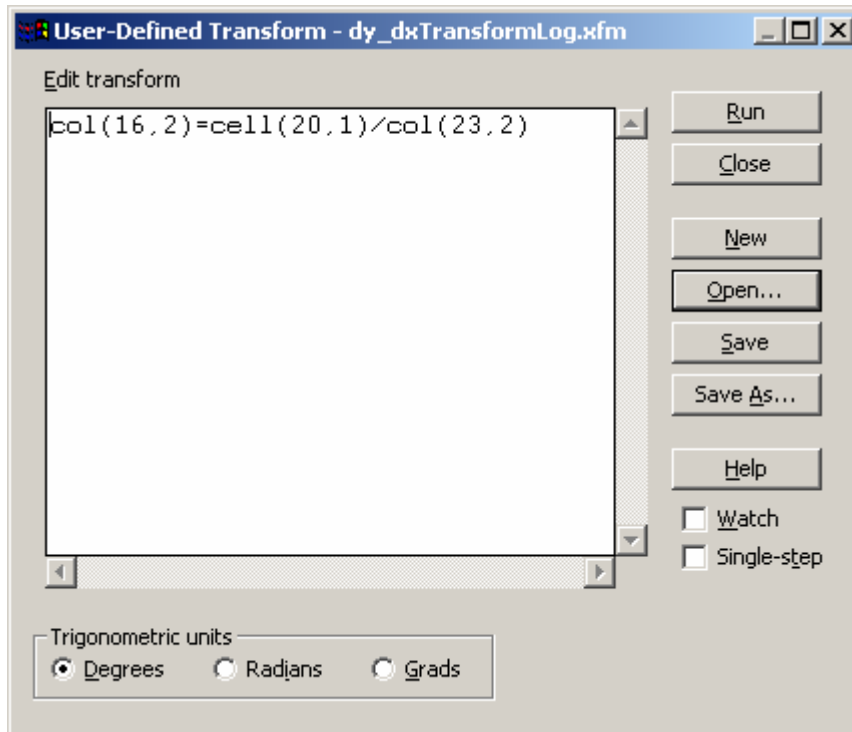 User-Defined Transform - dy_dxTransformLog.xfm
Edit transform
col(16,2)=cell(20,1)/col(23,2)
Run
Close
New
Open...
Save
Save As...
Help
Watch
Single-step
Trigonometric units
Degrees Radians Grads